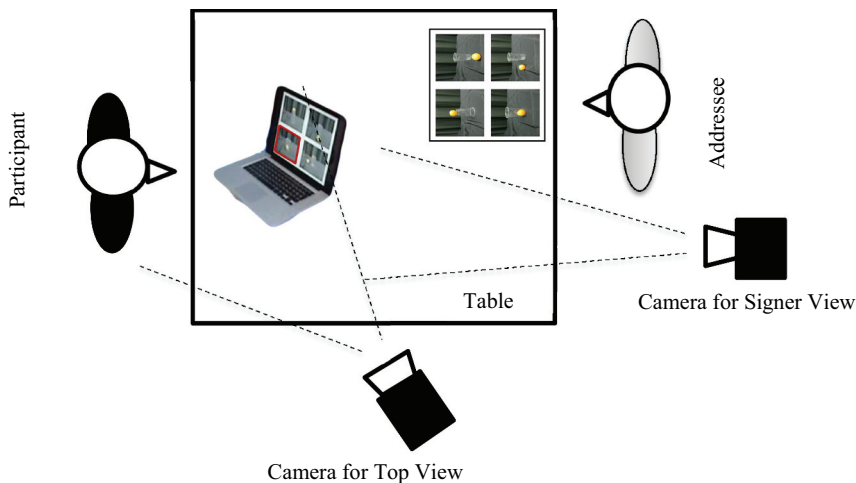 Participant
Addressee
Table
Camera for Signer View
Camera for Top View